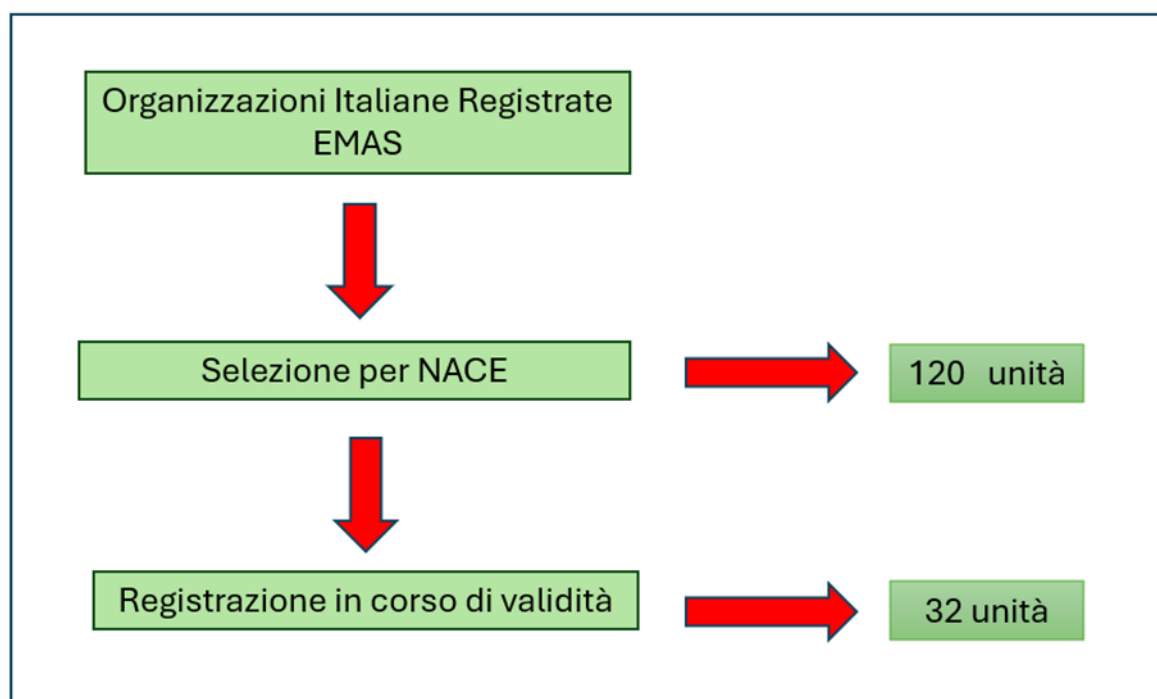 Organizzazioni Italiane Registrate
EMAS
Selezione per NACE
120 unità
Registrazione in corso di validità
32 unità